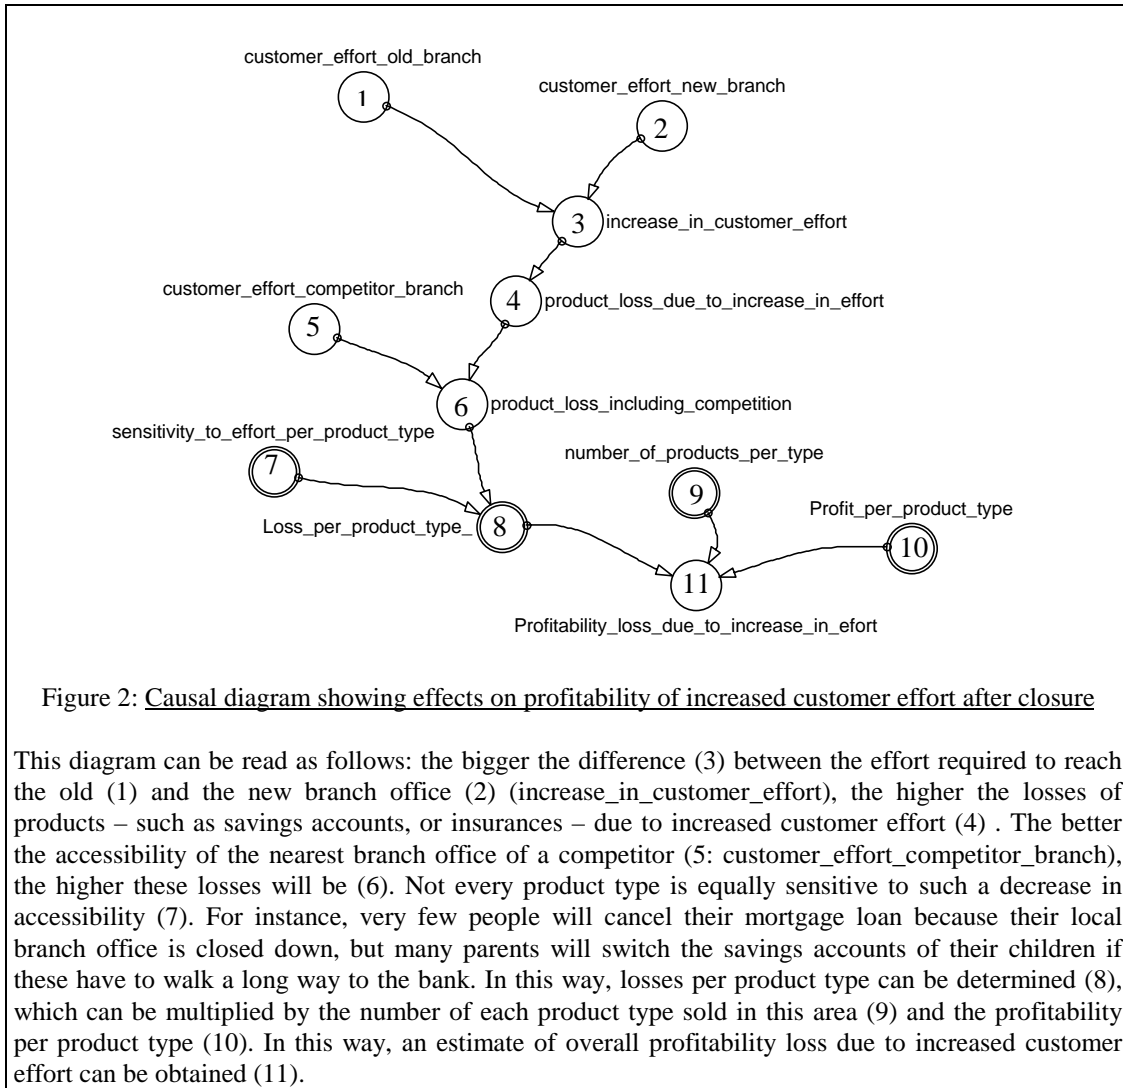 customer_effort_old_branch
1
customer_effort_new_branch
2
3
increase_in_customer_effort
customer_effort_competitor_branch
4
product_loss_due_to_increase_in_effort
5
6
product_loss_including_competition
sensitivity_to_effort_per_product_type
7
number_of_products_per_type
9
Profit_per_product_type
Loss_per_product_type_
8
10
11
Profitability_loss_due_to_increase_in_efort
Figure 2: Causal diagram showing effects on profitability of increased customer effort after closure
This diagram can be read as follows: the bigger the difference (3) between the effort required to reach
the old (1) and the new branch office (2) (increase_in_customer_effort), the higher the losses of
products – such as savings accounts, or insurances – due to increased customer effort (4) . The better
the accessibility of the nearest branch office of a competitor (5: customer_effort_competitor_branch),
the higher these losses will be (6). Not every product type is equally sensitive to such a decrease in
accessibility (7). For instance, very few people will cancel their mortgage loan because their local
branch office is closed down, but many parents will switch the savings accounts of their children if
these have to walk a long way to the bank. In this way, losses per product type can be determined (8),
which can be multiplied by the number of each product type sold in this area (9) and the profitability
per product type (10). In this way, an estimate of overall profitability loss due to increased customer
effort can be obtained (11).